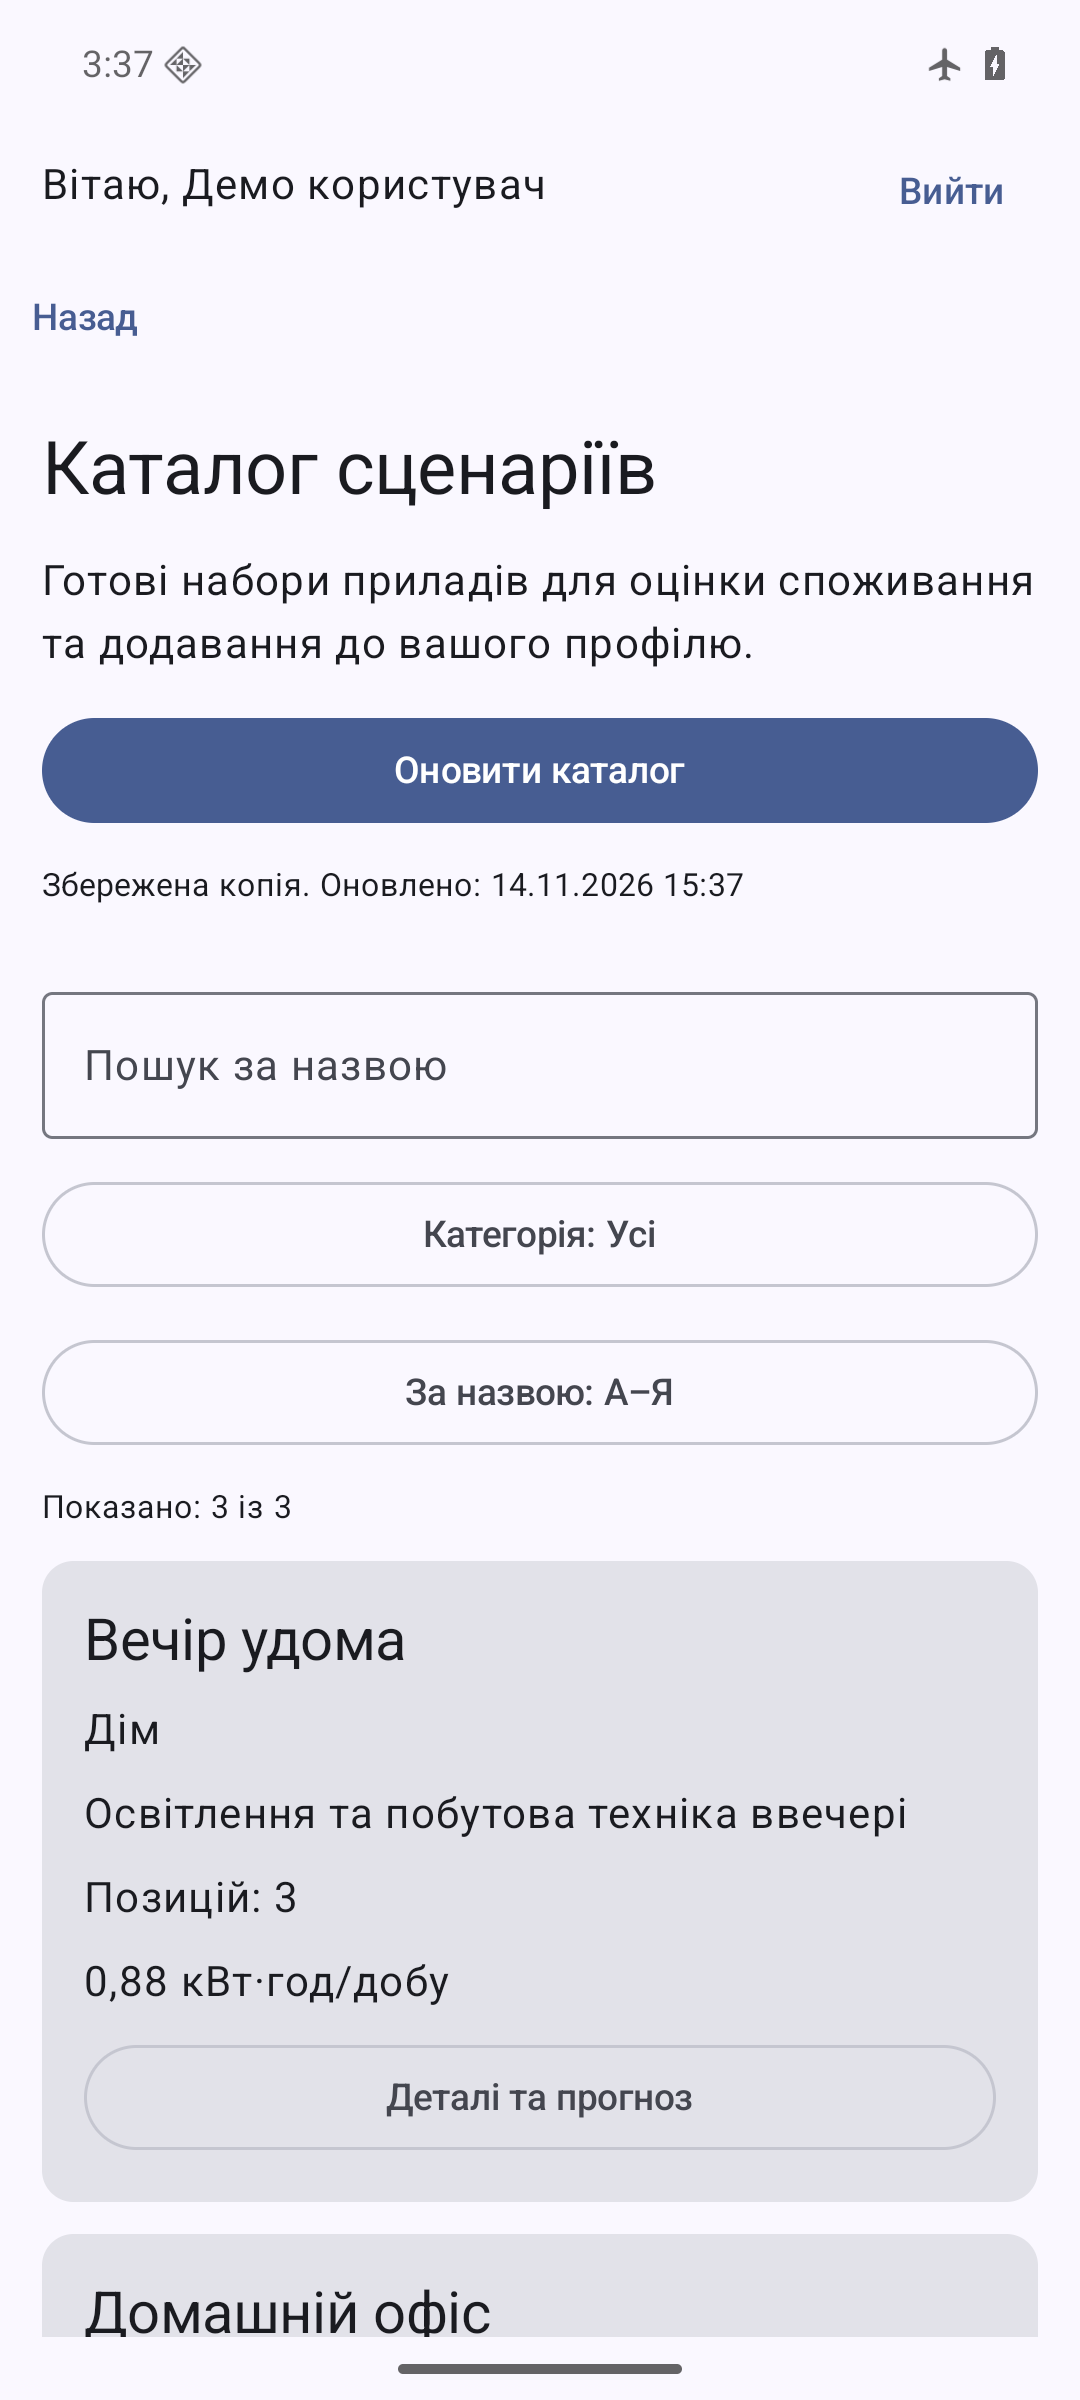 3:37
Вітаю, Демо користувач
Вийти
Назад
Каталог сценаріїв
Готові набори приладів для оцінки споживання
та додавання до вашого профілю.
Оновити каталог
Збережена копія. Оновлено: 14.11.2026 15:37
Пошук за назвою
Категорія: Усі
За назвою: А–Я
Показано: 3 із 3
Вечір удома
Дім
Освітлення та побутова техніка ввечері
Позицій: 3
0,88 кВт·год/добу
Деталі та прогноз
Домашній офіс